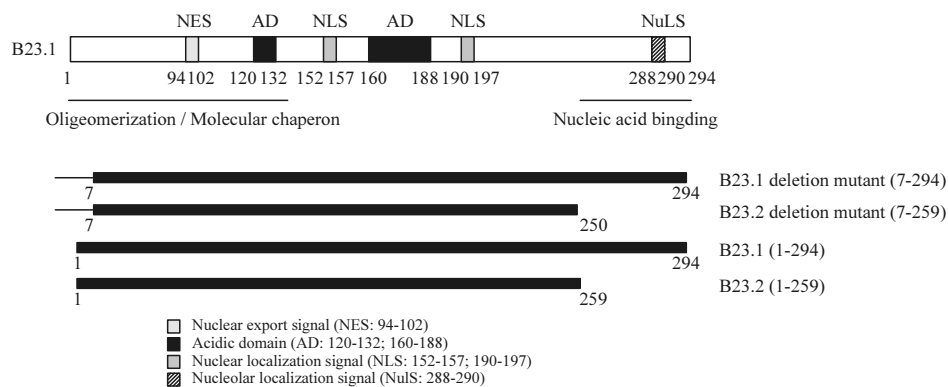 NES AD NLS AD NLS NuLS
B23.1
1 94 102 120 132 152 157 160 188 190 197 288 290 294
Oligeomerization / Molecular chaperon Nucleic acid bingding
7 294 B23.1 deletion mutant (7-294)
7 250 B23.2 deletion mutant (7-259)
1 294 B23.1 (1-294)
1 259 B23.2 (1-259)
Nuclear export signal (NES: 94-102)
Acidic domain (AD: 120-132; 160-188)
Nuclear localization signal (NLS: 152-157; 190-197)
Nucleolar localization signal (NulS: 288-290)